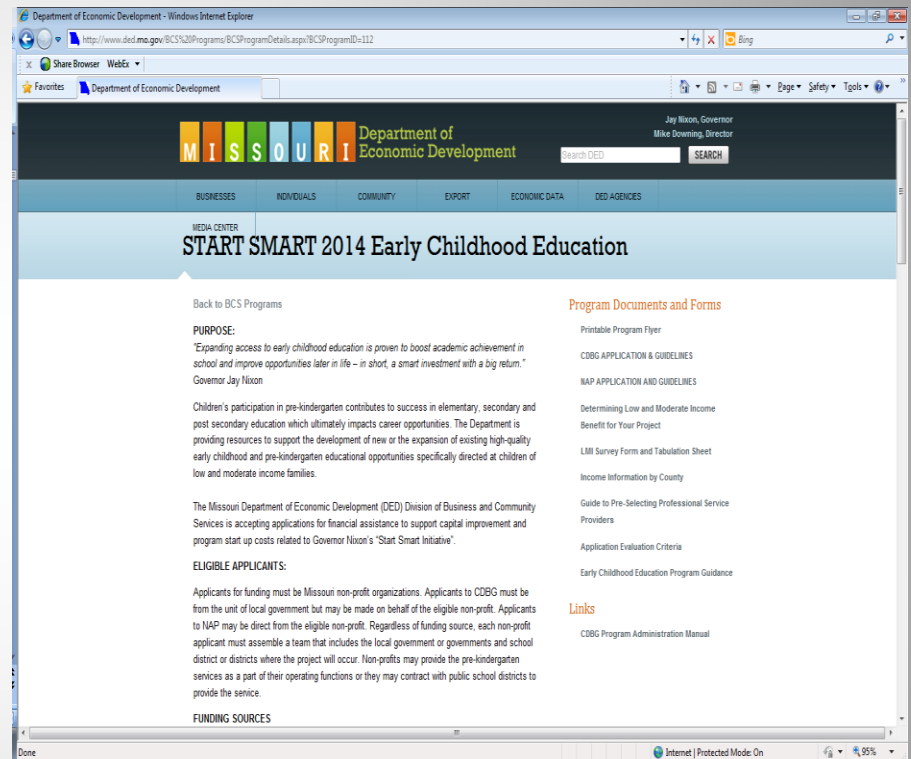 Department of Economic Development - Windows Internet Explorer
http://www.ded.mo.gov/BCS%20Programs/BCSProgramDetails.aspx?BCSProgramID=112
Bing
x Share Browser WebEx
Favorites Department of Economic Development Page Safety Tools
Jay Nixon, Governor
Mike Downing, Director
MISSOURI Department of Economic Development
Search DED SEARCH
BUSINESSES INDIVIDUALS COMMUNITY EXPORT ECONOMIC DATA DED AGENCIES
MEDIA CENTER
START SMART 2014 Early Childhood Education
Back to BCS Programs
PURPOSE:
"Expanding access to early childhood education is proven to boost academic achievement in
school and improve opportunities later in life – in short, a smart investment with a big return."
Governor Jay Nixon
Children's participation in pre-kindergarten contributes to success in elementary, secondary and
post secondary education which ultimately impacts career opportunities. The Department is
providing resources to support the development of new or the expansion of existing high-quality
early childhood and pre-kindergarten educational opportunities specifically directed at children of
low and moderate income families.
The Missouri Department of Economic Development (DED) Division of Business and Community
Services is accepting applications for financial assistance to support capital improvement and
program start up costs related to Governor Nixon's "Start Smart Initiative".
ELIGIBLE APPLICANTS:
Applicants for funding must be Missouri non-profit organizations. Applicants to CDBG must be
from the unit of local government but may be made on behalf of the eligible non-profit. Applicants
to NAP may be direct from the eligible non-profit. Regardless of funding source, each non-profit
applicant must assemble a team that includes the local government or governments and school
district or districts where the project will occur. Non-profits may provide the pre-kindergarten
services as a part of their operating functions or they may contract with public school districts to
provide the service.
FUNDING SOURCES
Program Documents and Forms
Printable Program Flyer
CDBG APPLICATION & GUIDELINES
NAP APPLICATION AND GUIDELINES
Determining Low and Moderate Income
Benefit for Your Project
LMI Survey Form and Tabulation Sheet
Income Information by County
Guide to Pre-Selecting Professional Service
Providers
Application Evaluation Criteria
Early Childhood Education Program Guidance
Links
CDBG Program Administration Manual
Done Internet | Protected Mode: On 95%